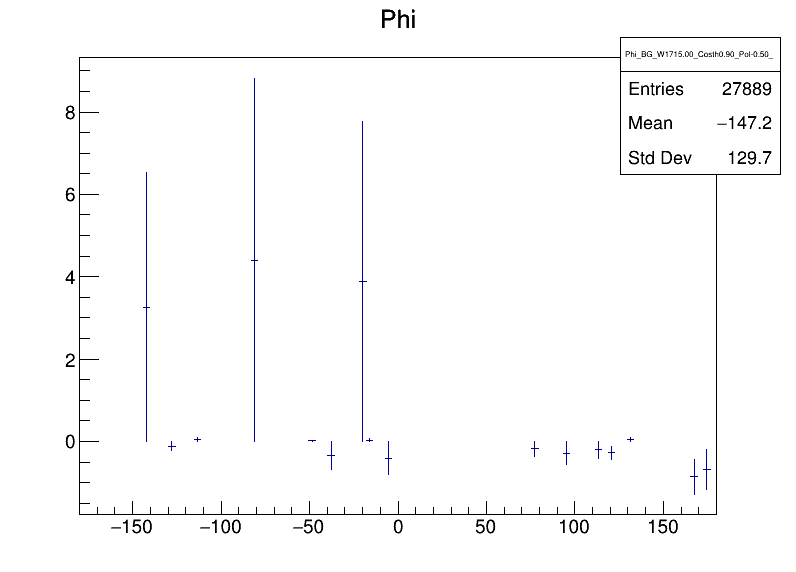 Phi
Phi_BG_W1715.00_Costh0.90_Pol-0.50_
Entries 27889
Mean −147.2
Std Dev 129.7
8
6
4
2
0
−150 −100 −50 0 50 100 150